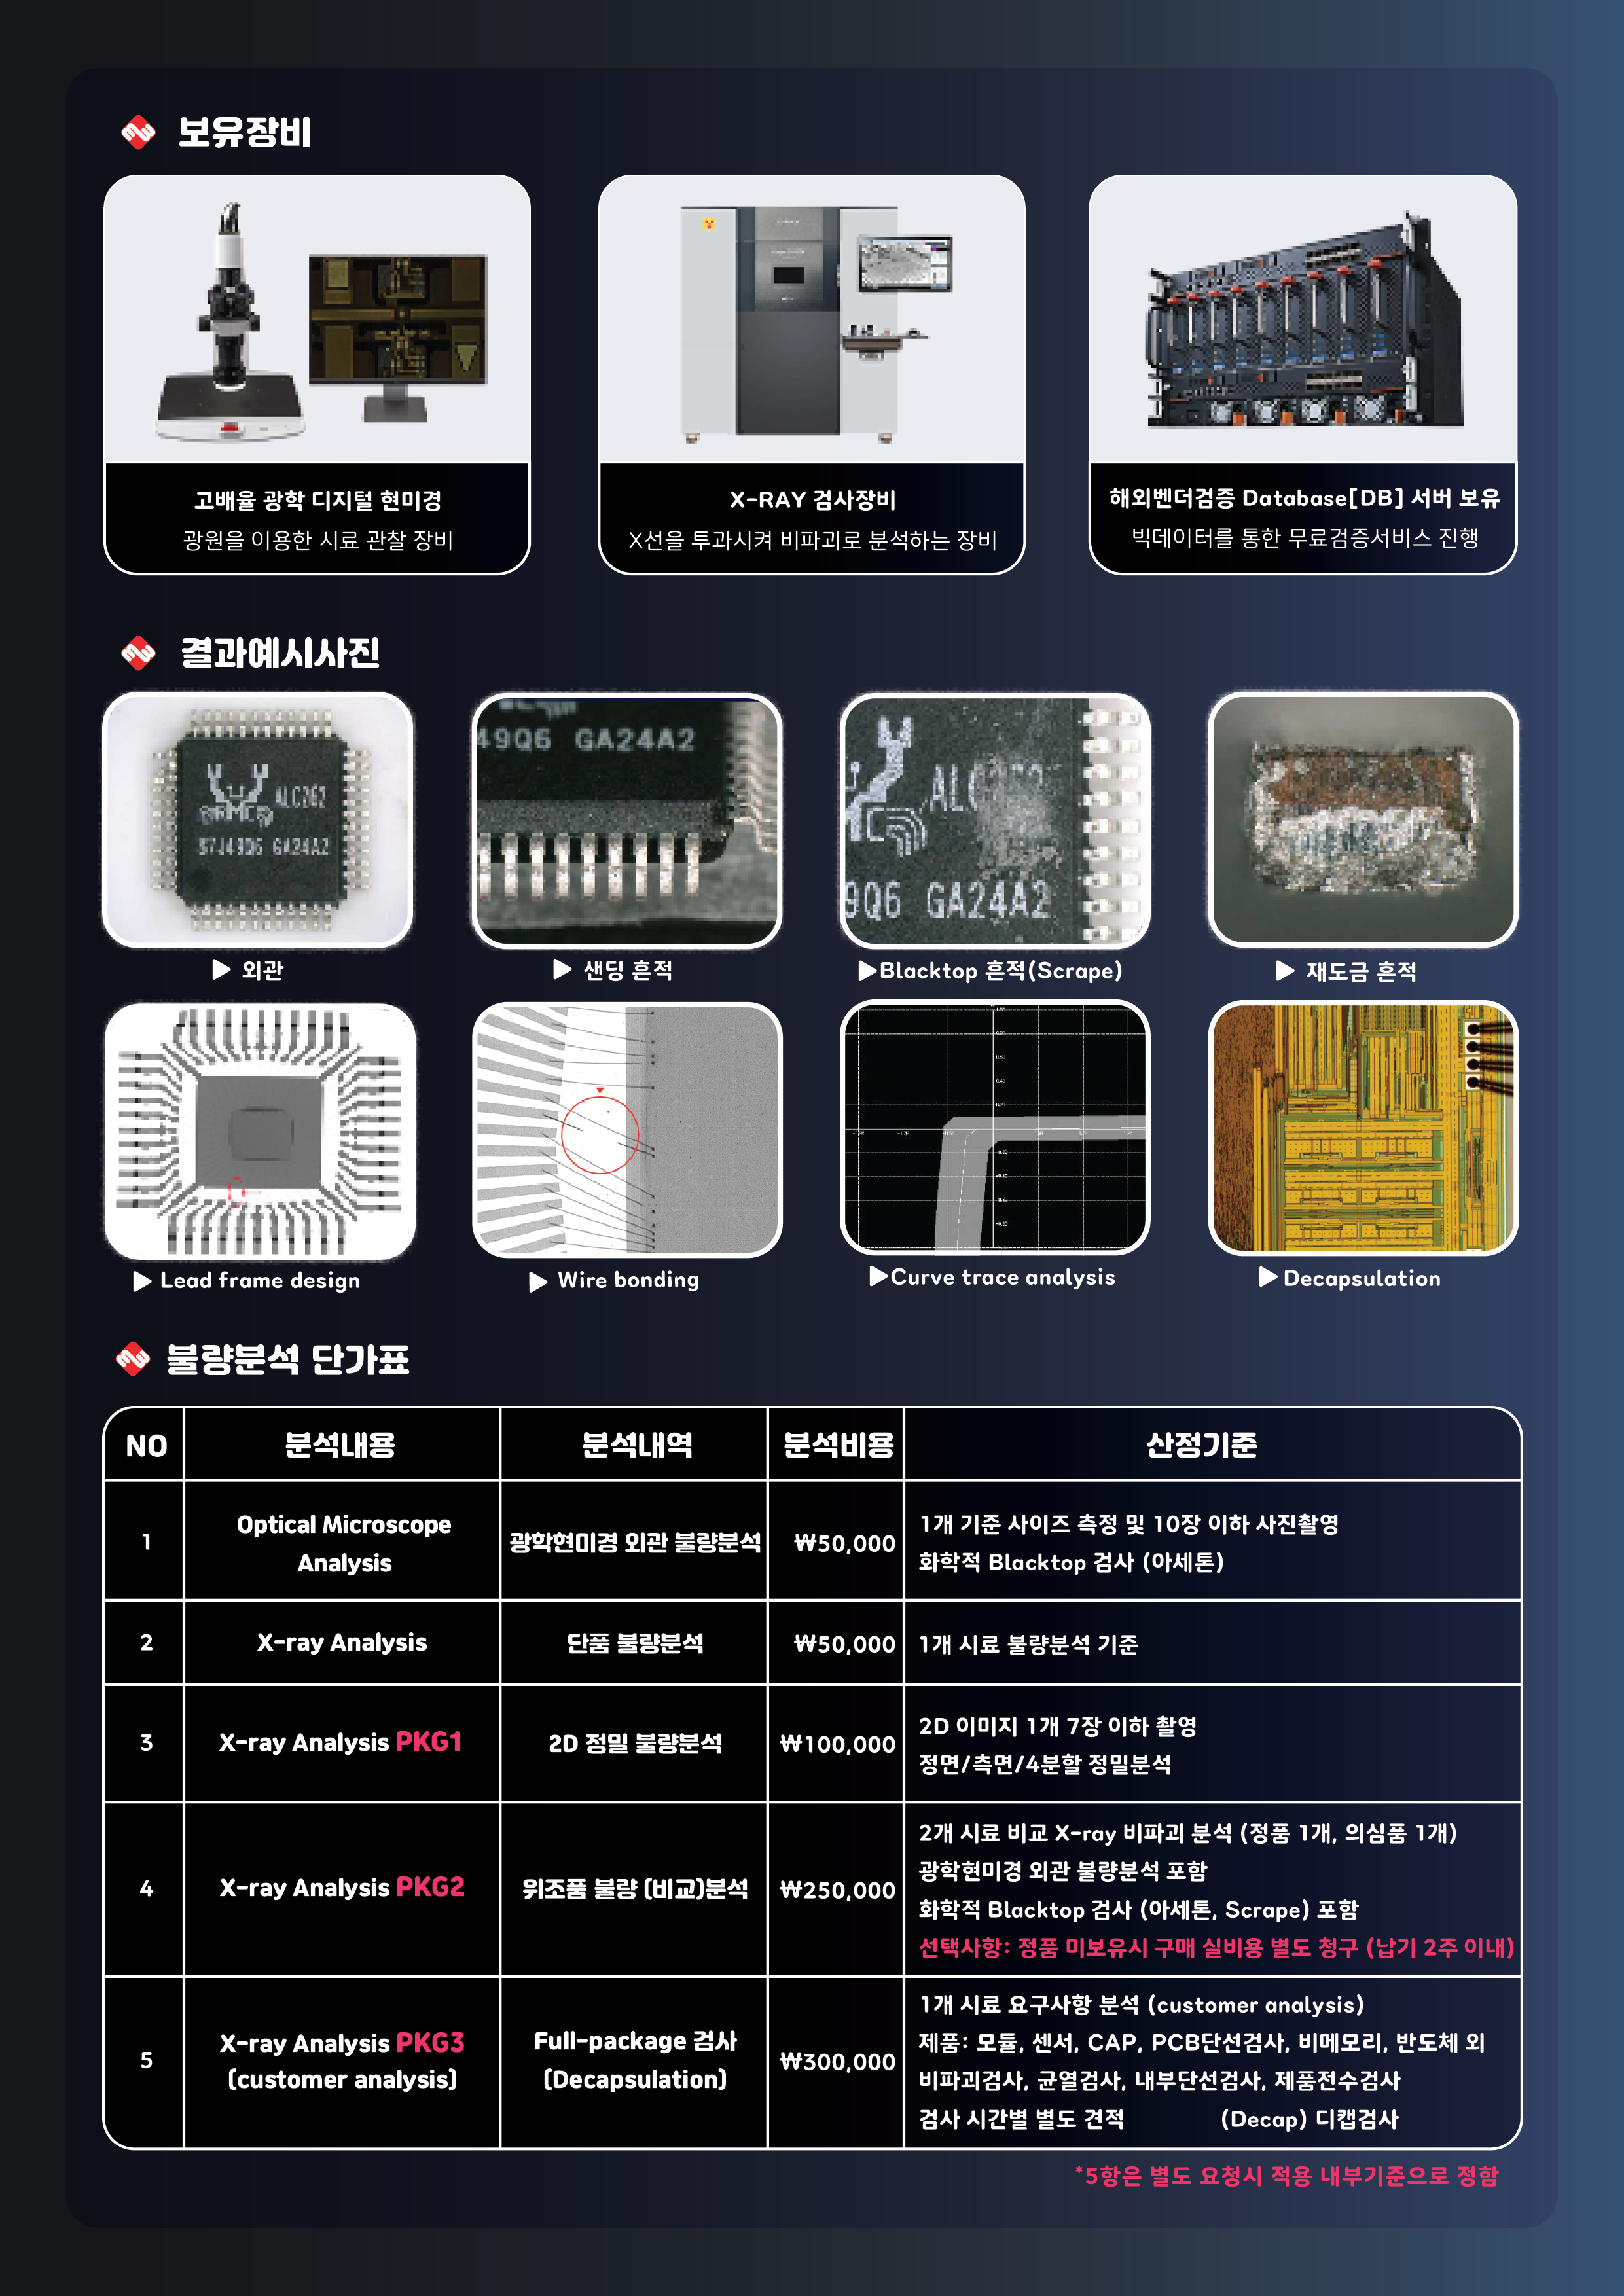 보유장비
고배율 광학 디지털 현미경
광원을 이용한 시료 관찰 장비
X-RAY 검사장비
X선을 투과시켜 비파괴로 분석하는 장비
해외벤더검증 Database[DB] 서버 보유
빅데이터를 통한 무료검증서비스 진행
결과예시사진
ALC262
87J49Q6 GA24A2
49Q6 GA24A2
ALC
9Q6 GA24A2
▶ 외관
▶ 샌딩 흔적
▶Blacktop 흔적(Scrape)
▶ 재도금 흔적
▶ Lead frame design
▶ Wire bonding
▶Curve trace analysis
▶Decapsulation
불량분석 단가표
NO 분석내용 분석내역 분석비용 산정기준
1
Optical Microscope
Analysis
광학현미경 외관 불량분석
₩50,000
1개 기준 사이즈 측정 및 10장 이하 사진촬영
화학적 Blacktop 검사 (아세톤)
2
X-ray Analysis
단품 불량분석
₩50,000
1개 시료 불량분석 기준
3
X-ray Analysis PKG1
2D 정밀 불량분석
₩100,000
2D 이미지 1개 7장 이하 촬영
정면/측면/4분할 정밀분석
4
X-ray Analysis PKG2
위조품 불량 (비교)분석
₩250,000
2개 시료 비교 X-ray 비파괴 분석 (정품 1개, 의심품 1개)
광학현미경 외관 불량분석 포함
화학적 Blacktop 검사 (아세톤, Scrape) 포함
선택사항: 정품 미보유시 구매 실비용 별도 청구 (납기 2주 이내)
5
X-ray Analysis PKG3
(customer analysis)
Full-package 검사
(Decapsulation)
₩300,000
1개 시료 요구사항 분석 (customer analysis)
제품: 모듈, 센서, CAP, PCB단선검사, 비메모리, 반도체 외
비파괴검사, 균열검사, 내부단선검사, 제품전수검사
검사 시간별 별도 견적 (Decap) 디캡검사
*5항은 별도 요청시 적용 내부기준으로 정함